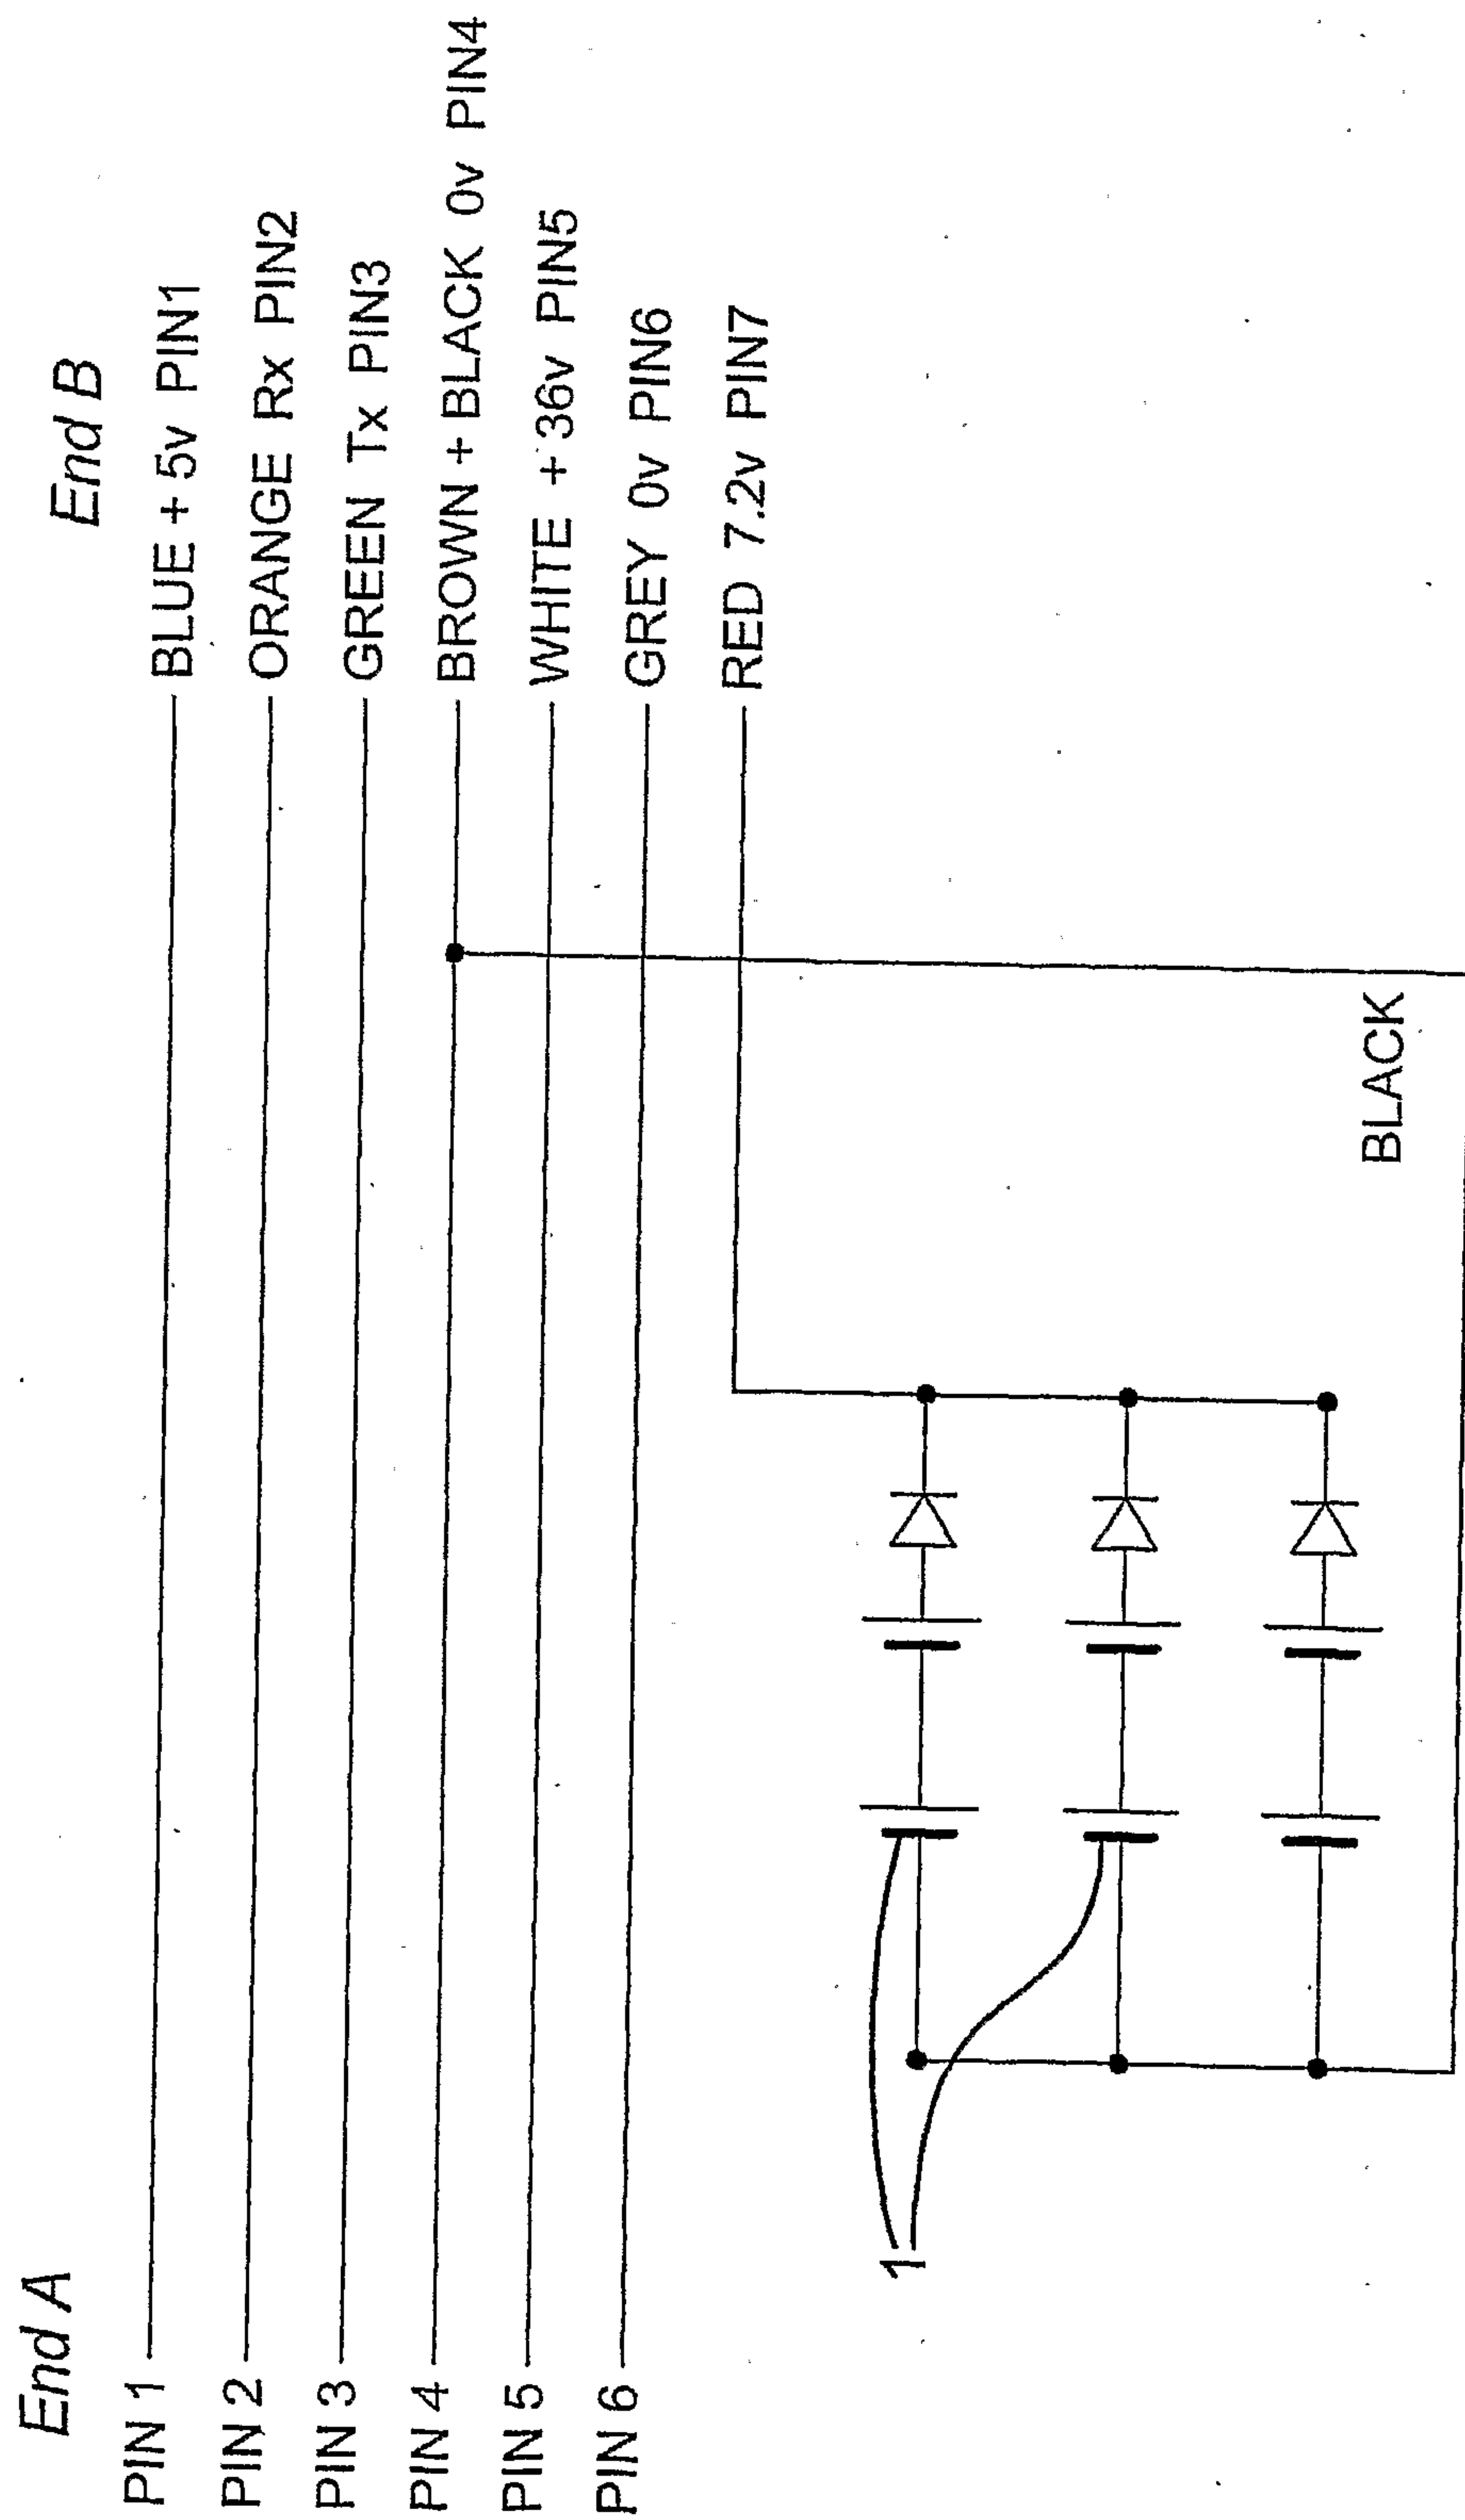 End A End B
PIN 1 BLUE + 5v PIN1
PIN 2 ORANGE Rx PIN2
PIN 3 GREEN Tx PIN3
PIN 4 BROWN + BLACK 0v PIN4
PIN 5 WHITE + 36v PIN5
PIN 6 GREY 0v PIN6
RED 7.2v PIN7
1
BLACK